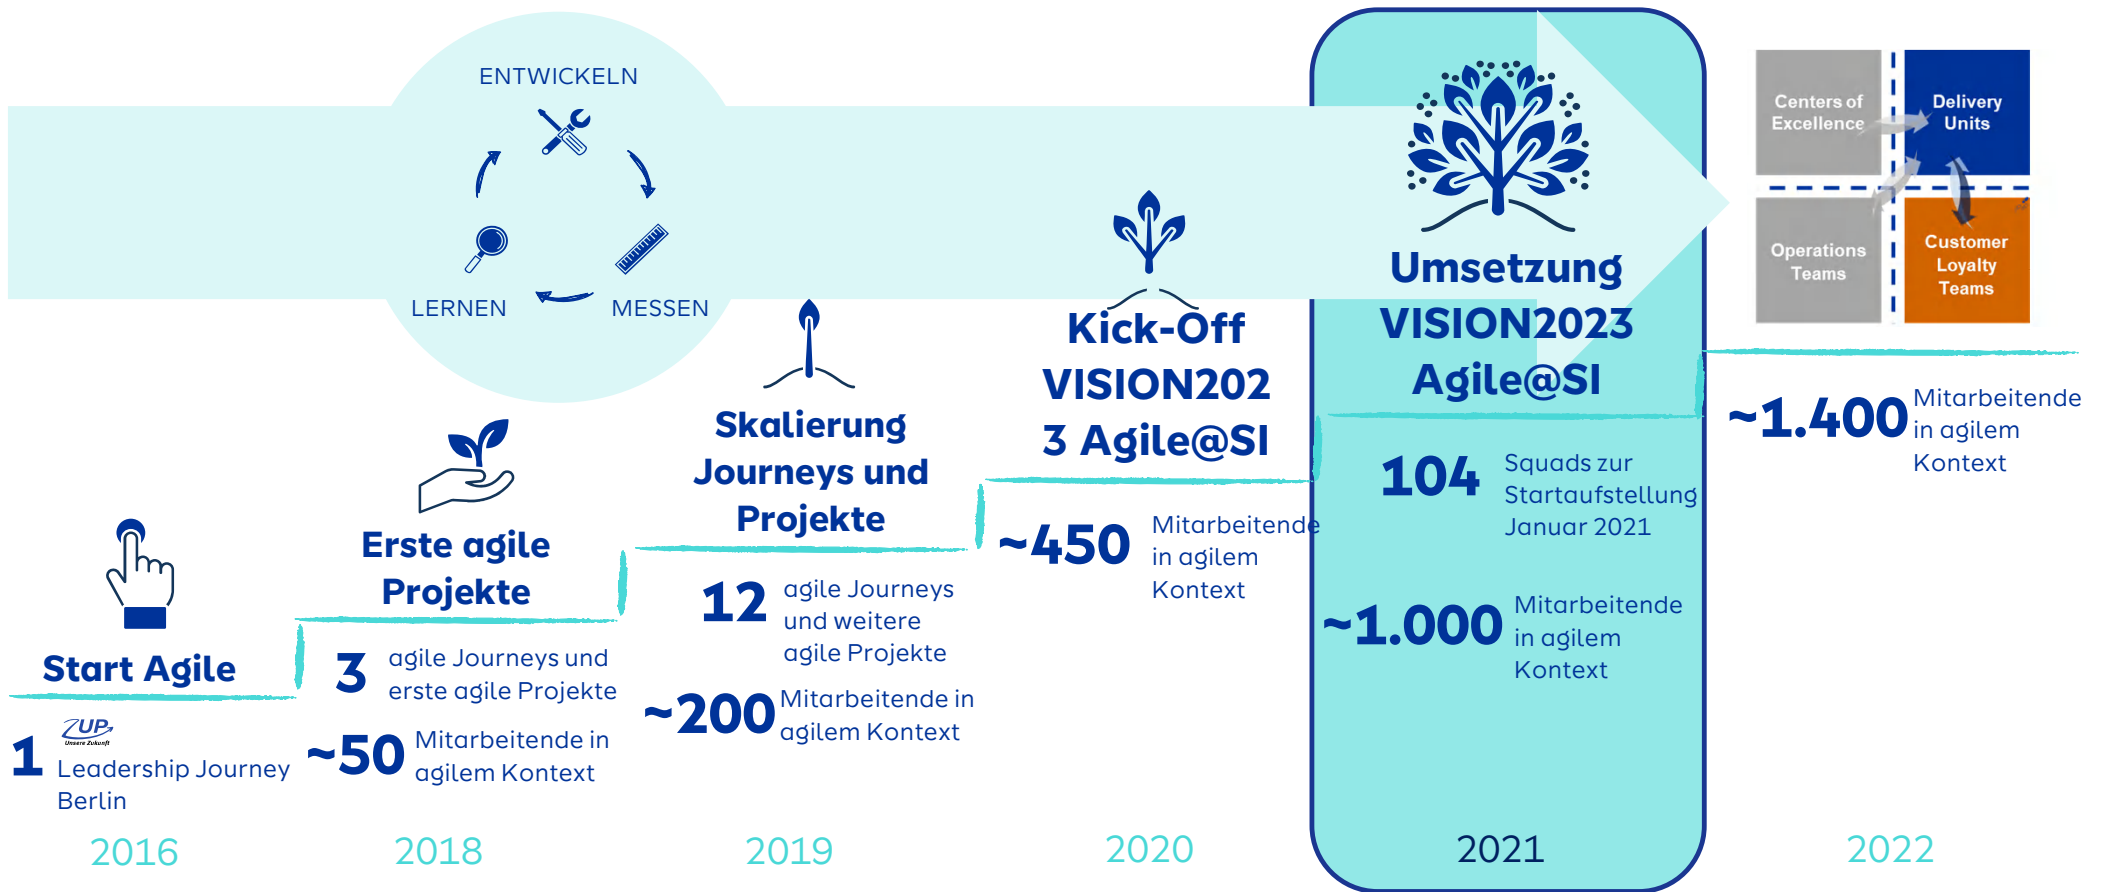 ENTWICKELN
LERNEN
MESSEN
Start Agile
1
ZUP
Unsere Zukunft
Leadership Journey
Berlin
2016
Erste agile
Projekte
3
agile Journeys und
erste agile Projekte
~50
Mitarbeitende in
agilem Kontext
2018
Skalierung
Journeys und
Projekte
12
agile Journeys
und weitere
agile Projekte
~200
Mitarbeitende in
agilem Kontext
2019
Kick-Off
VISION202
3 Agile@SI
~450
Mitarbeitende
in agilem
Kontext
2020
Umsetzung
VISION2023
Agile@SI
104
Squads zur
Startaufstellung
Januar 2021
~1.000
Mitarbeitende
in agilem
Kontext
2021
Centers of
Excellence
Delivery
Units
Operations
Teams
Customer
Loyalty
Teams
~1.400
Mitarbeitende
in agilem
Kontext
2022